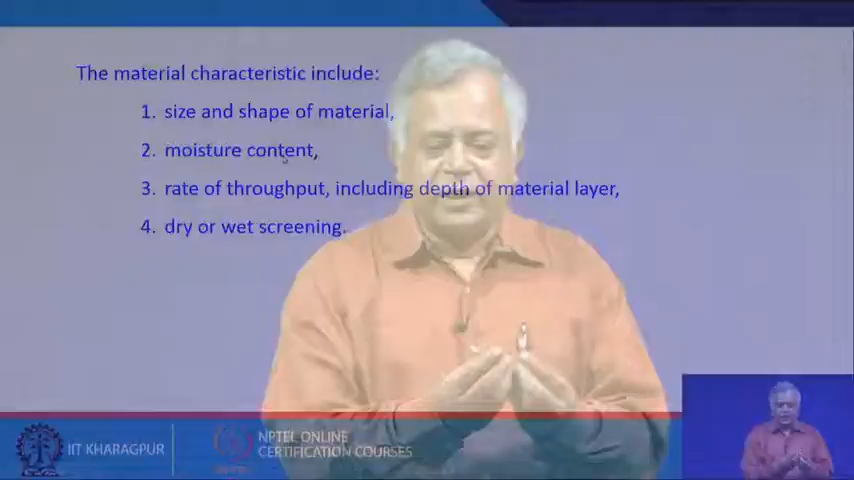 The material characteristic include:
1. size and shape of material,
2. moisture content,
3. rate of throughput, including depth of material layer,
4. dry or wet screening.
IIT KHARAGPUR
NPTEL ONLINE
CERTIFICATION COURSES